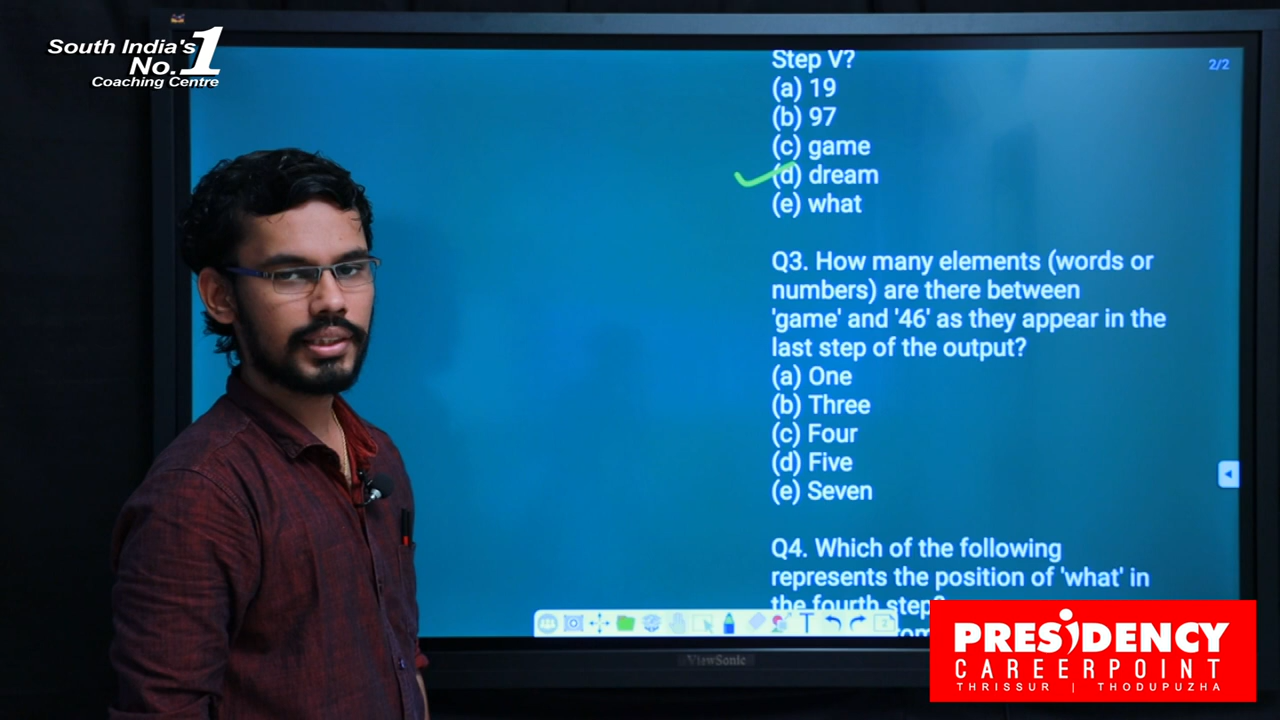 South India's
No.1
Coaching Centre
2/2
Step V?
(a) 19
(b) 97
(c) game
(d) dream
(e) what
Q3. How many elements (words or
numbers) are there between
'game' and '46' as they appear in the
last step of the output?
(a) One
(b) Three
(c) Four
(d) Five
(e) Seven
Q4. Which of the following
represents the position of 'what' in
the fourth step?
ViewSonic
PRESiDENCY
CAREERPOINT
THRISSUR | THODUPUZHA